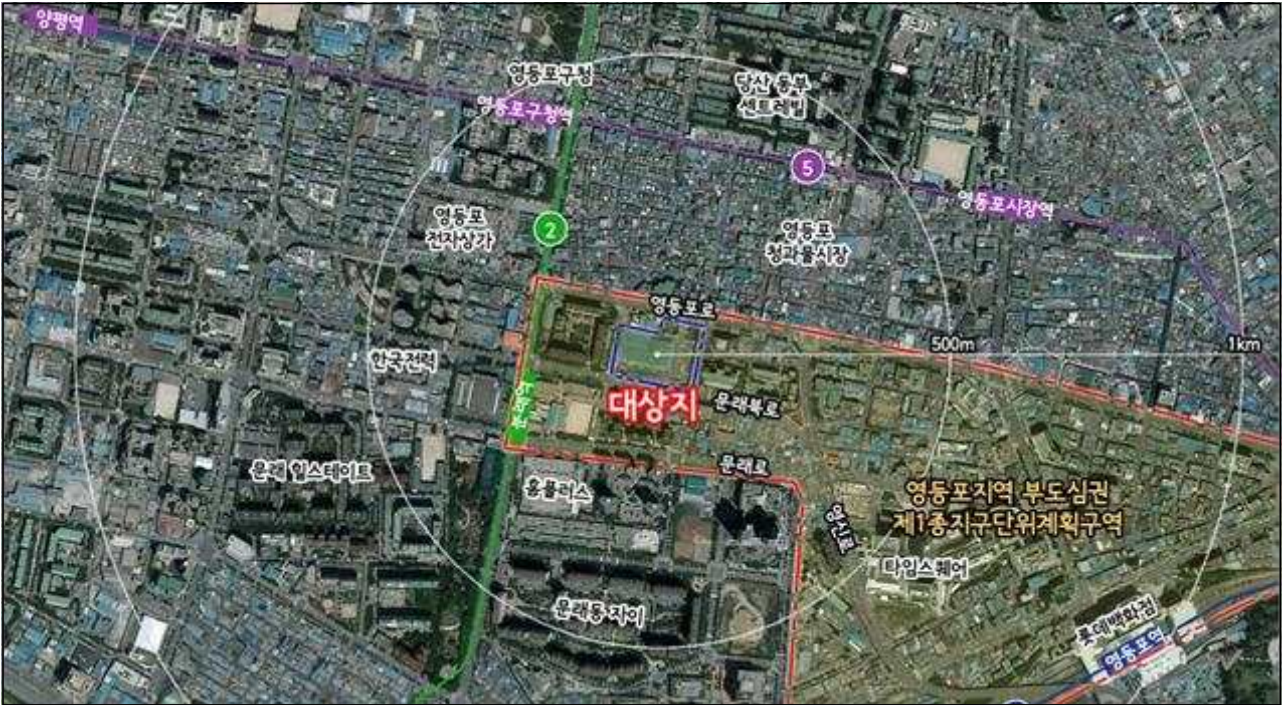 양평역
영등포구청
영등포구청역
당산 동부
센트레빌
5
영등포시장역
영등포
전자상가
2
영등포
청과물시장
영등포로
500m
1km
한국전력
대상지
문래북로
문래로
문래 힐스테이트
홈플러스
영등포지역 부도심권
제1종지구단위계획구역
영신로
타임스퀘어
문래동 자이
롯데백화점
영등포역